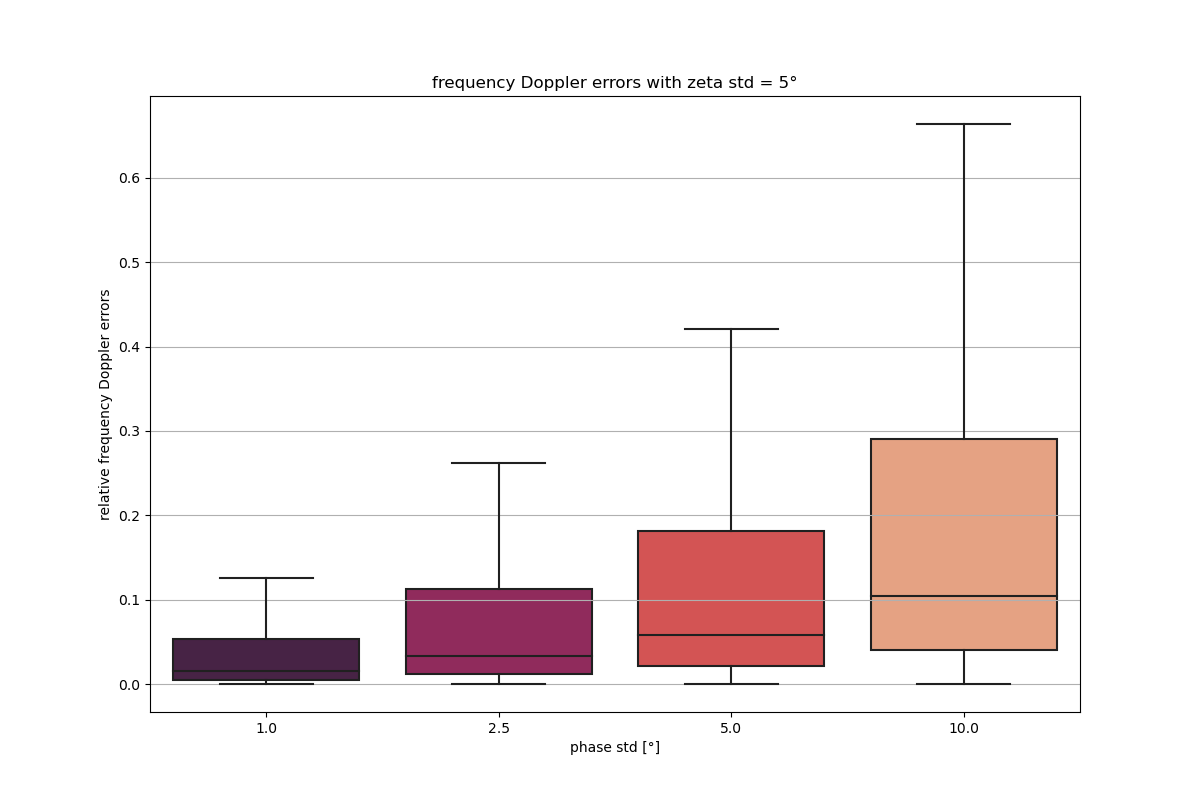 frequency Doppler errors with zeta std = 5°
relative frequency Doppler errors
0.6
0.5
0.4
0.3
0.2
0.1
0.0
1.0 2.5 5.0 10.0
phase std [°]